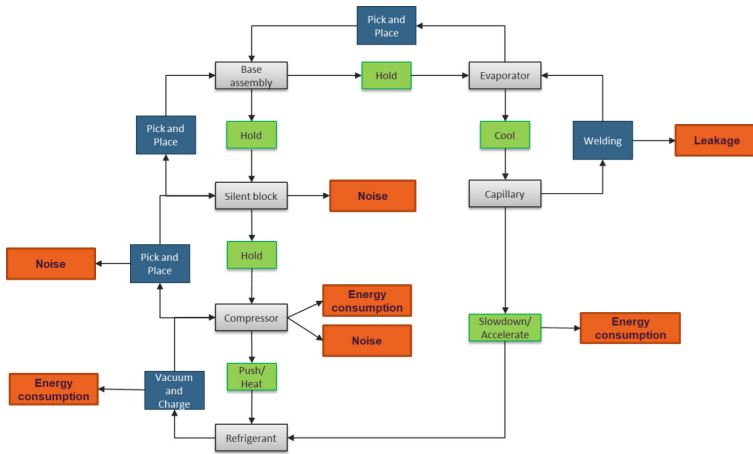 Pick and
Place
Base
assembly
Hold
Evaporator
Pick and
Place
Hold
Cool
Welding
Leakage
Silent block
Noise
Capillary
Noise
Pick and
Place
Hold
Energy
consumption
Compressor
Noise
Slowdown/
Accelerate
Energy
consumption
Energy
consumption
Vacuum
and
Charge
Push/
Heat
Refrigerant